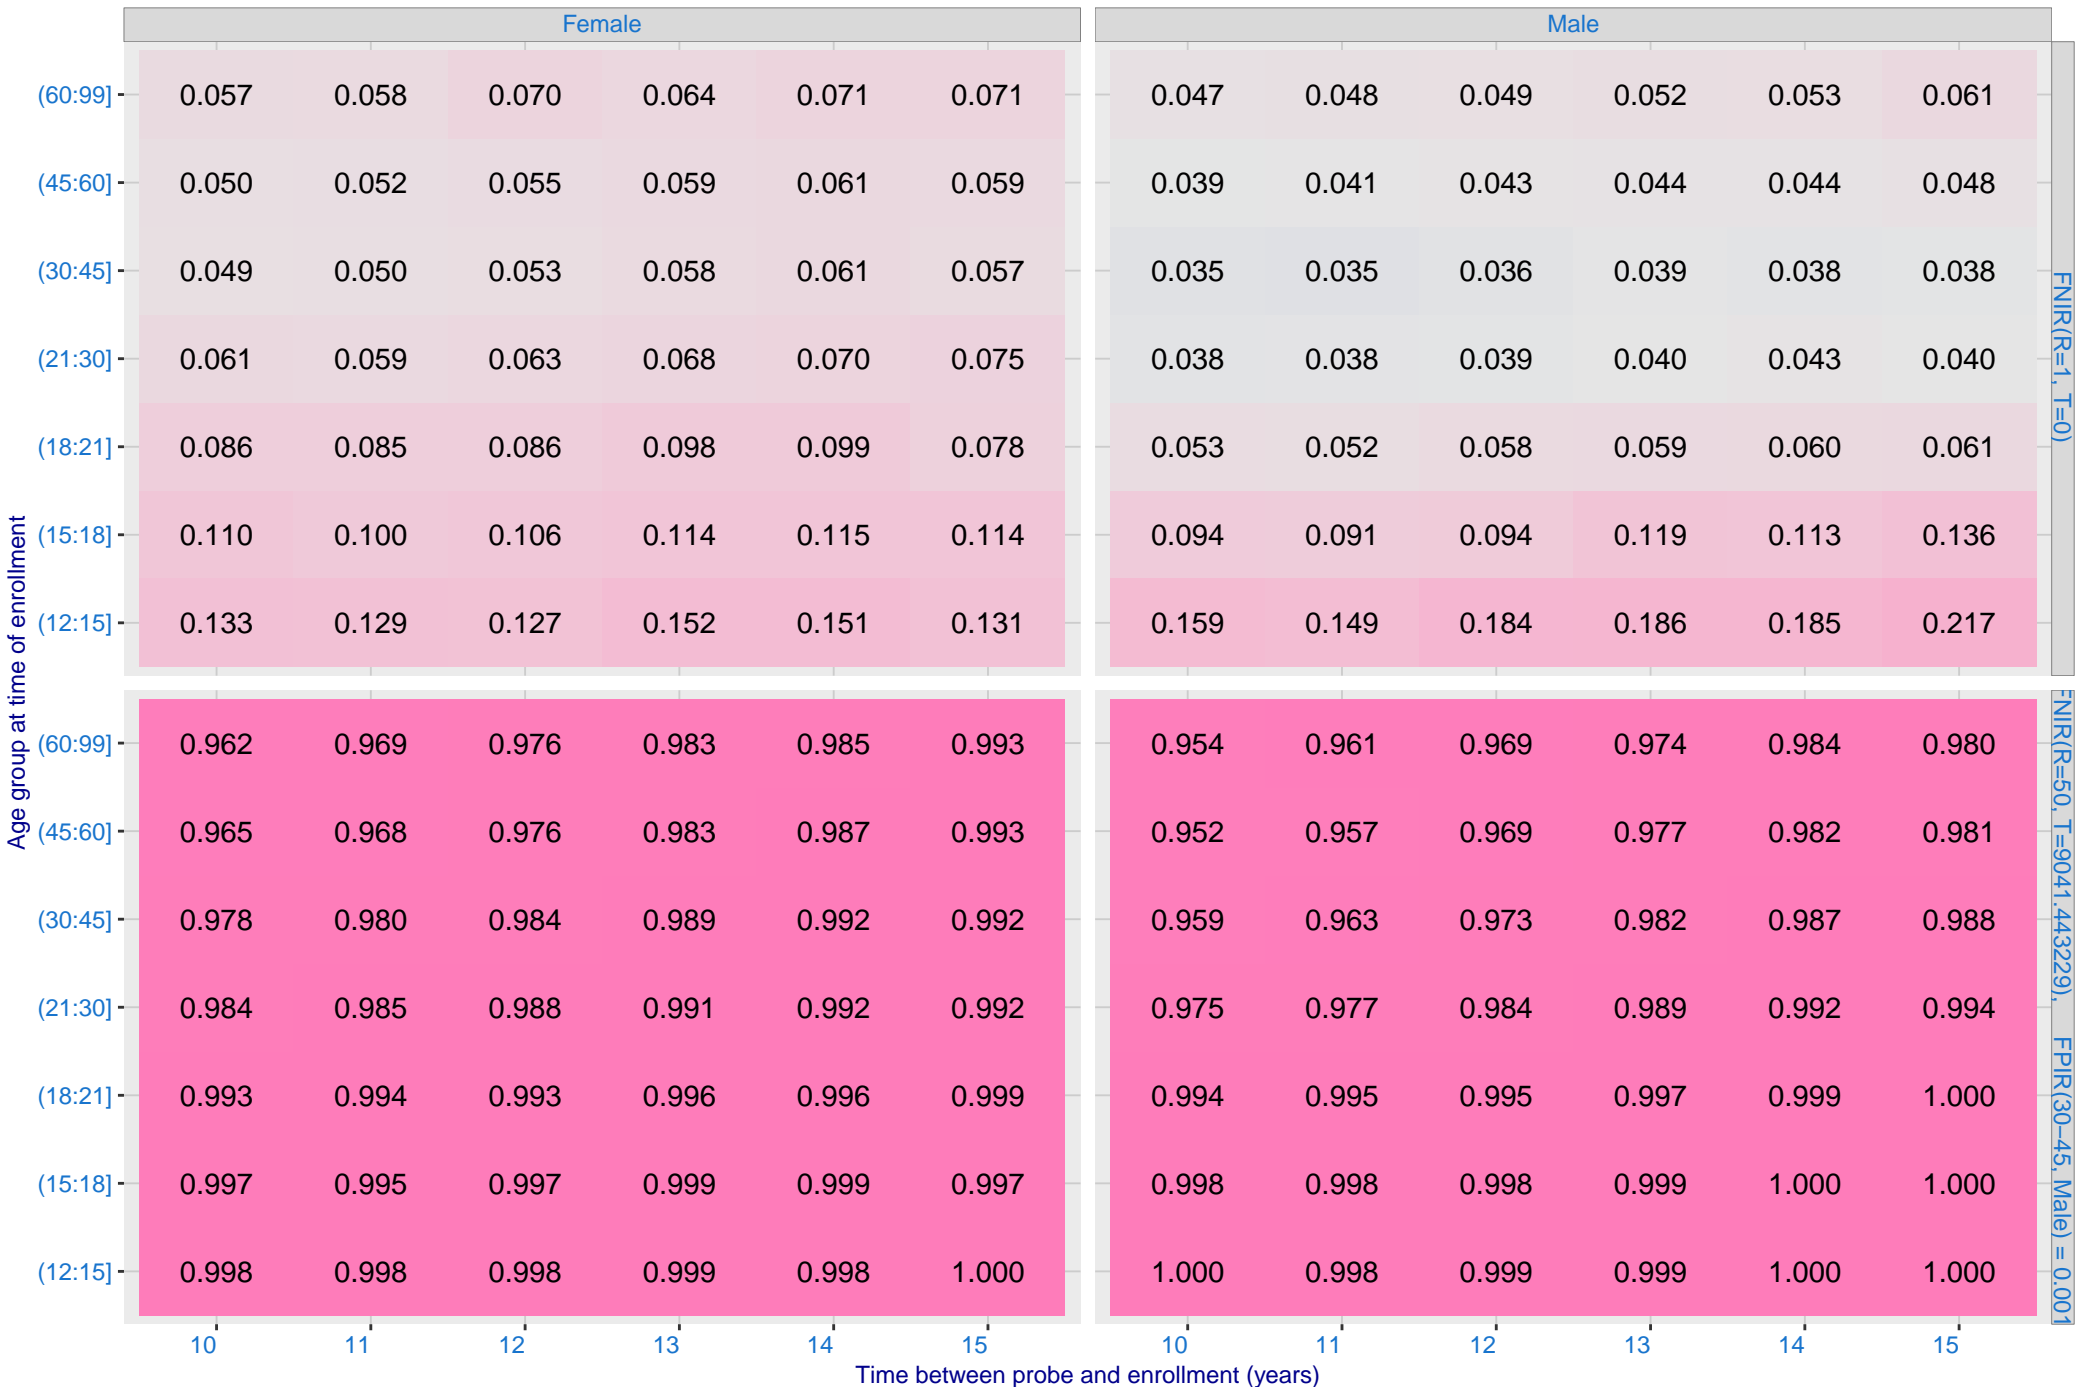 Female
Male
(60:99] 0.057 0.058 0.070 0.064 0.071 0.071 0.047 0.048 0.049 0.052 0.053 0.061
(45:60] 0.050 0.052 0.055 0.059 0.061 0.059 0.039 0.041 0.043 0.044 0.044 0.048
(30:45] 0.049 0.050 0.053 0.058 0.061 0.057 0.035 0.035 0.036 0.039 0.038 0.038
(21:30] 0.061 0.059 0.063 0.068 0.070 0.075 0.038 0.038 0.039 0.040 0.043 0.040
(18:21] 0.086 0.085 0.086 0.098 0.099 0.078 0.053 0.052 0.058 0.059 0.060 0.061
(15:18] 0.110 0.100 0.106 0.114 0.115 0.114 0.094 0.091 0.094 0.119 0.113 0.136
(12:15] 0.133 0.129 0.127 0.152 0.151 0.131 0.159 0.149 0.184 0.186 0.185 0.217
FNIR(R=1, T=0)
(60:99] 0.962 0.969 0.976 0.983 0.985 0.993 0.954 0.961 0.969 0.974 0.984 0.980
(45:60] 0.965 0.968 0.976 0.983 0.987 0.993 0.952 0.957 0.969 0.977 0.982 0.981
(30:45] 0.978 0.980 0.984 0.989 0.992 0.992 0.959 0.963 0.973 0.982 0.987 0.988
(21:30] 0.984 0.985 0.988 0.991 0.992 0.992 0.975 0.977 0.984 0.989 0.992 0.994
(18:21] 0.993 0.994 0.993 0.996 0.996 0.999 0.994 0.995 0.995 0.997 0.999 1.000
(15:18] 0.997 0.995 0.997 0.999 0.999 0.997 0.998 0.998 0.998 0.999 1.000 1.000
(12:15] 0.998 0.998 0.998 0.999 0.998 1.000 1.000 0.998 0.999 0.999 1.000 1.000
FNIR(R=50, T=9041.443229), FPIR(30−45, Male) = 0.001
10 11 12 13 14 15 10 11 12 13 14 15
Time between probe and enrollment (years)
Age group at time of enrollment